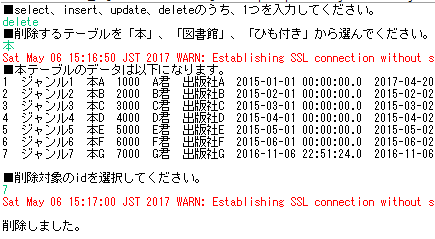 ■select、insert、update、deleteのうち、1つを入力してください。
delete
■削除するテーブルを「本」、「図書館」、「ひも付き」から選んでください。
本
Sat May 06 15:16:50 JST 2017 WARN: Establishing SSL connection without s
■本テーブルのデータは以下になります。
1 ジャンル1 本A 1000 A君 出版社A 2015-01-01 00:00:00.0 2017-04-20
2 ジャンル2 本B 2000 B君 出版社B 2015-02-01 00:00:00.0 2015-02-02
3 ジャンル3 本C 3000 C君 出版社C 2015-03-01 00:00:00.0 2015-03-02
4 ジャンル4 本D 4000 D君 出版社D 2015-04-01 00:00:00.0 2015-04-02
5 ジャンル5 本E 5000 E君 出版社E 2015-05-01 00:00:00.0 2015-05-02
6 ジャンル6 本F 6000 F君 出版社F 2015-06-01 00:00:00.0 2015-06-02
7 ジャンル7 本G 7000 G君 出版社G 2016-11-06 22:51:24.0 2016-11-06
■削除対象のidを選択してください。
7
Sat May 06 15:17:00 JST 2017 WARN: Establishing SSL connection without s
削除しました。